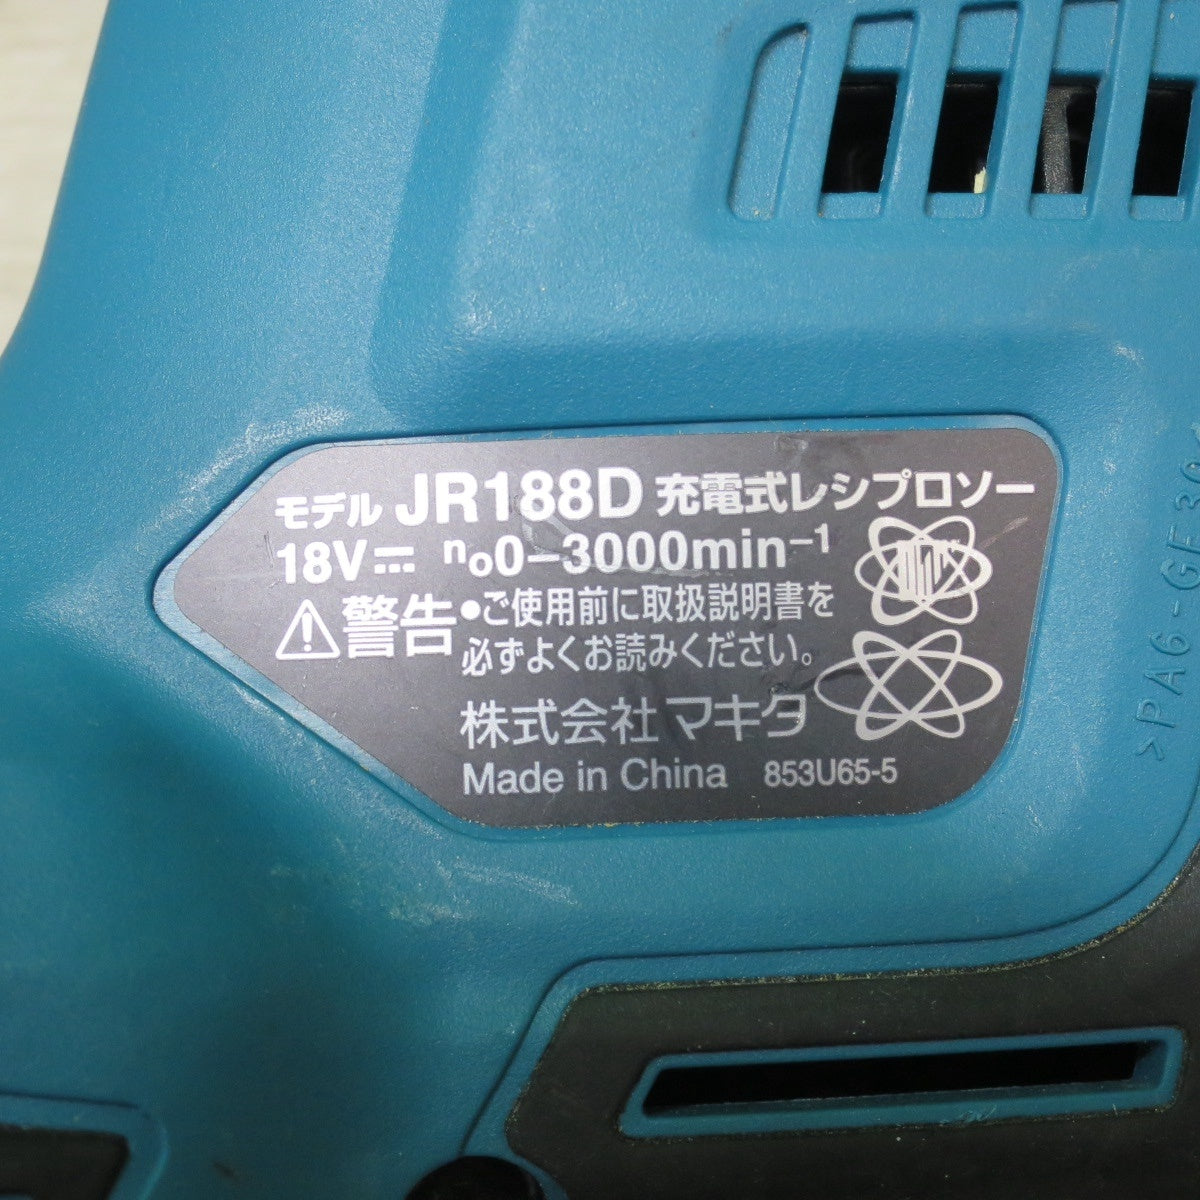 モデル JR188D 充電式レシプロソー
18V⎓ n₀0−3000min⁻¹
⚠警告 ●ご使用前に取扱説明書を
必ずよくお読みください。
株式会社マキタ
Made in China 853U65-5
>PA6-GF30